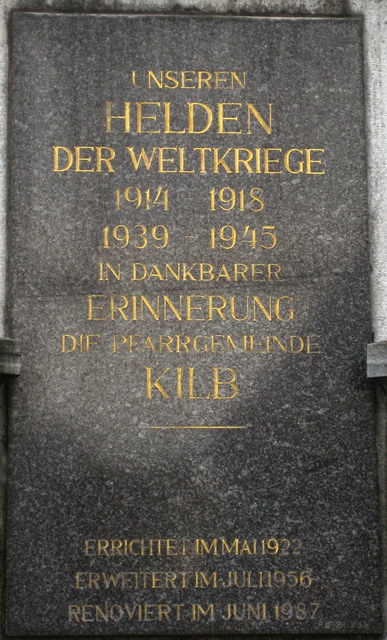 UNSEREN
HELDEN
DER WELTKRIEGE
1914 1918
1939 - 1945
IN DANKBARER
ERINNERUNG
DIE PFARRGEMEINDE
KILB
ERRICHTET IM MAI 1922
ERWEITERT IM JULI 1956
RENOVIERT IM JUNI 1987